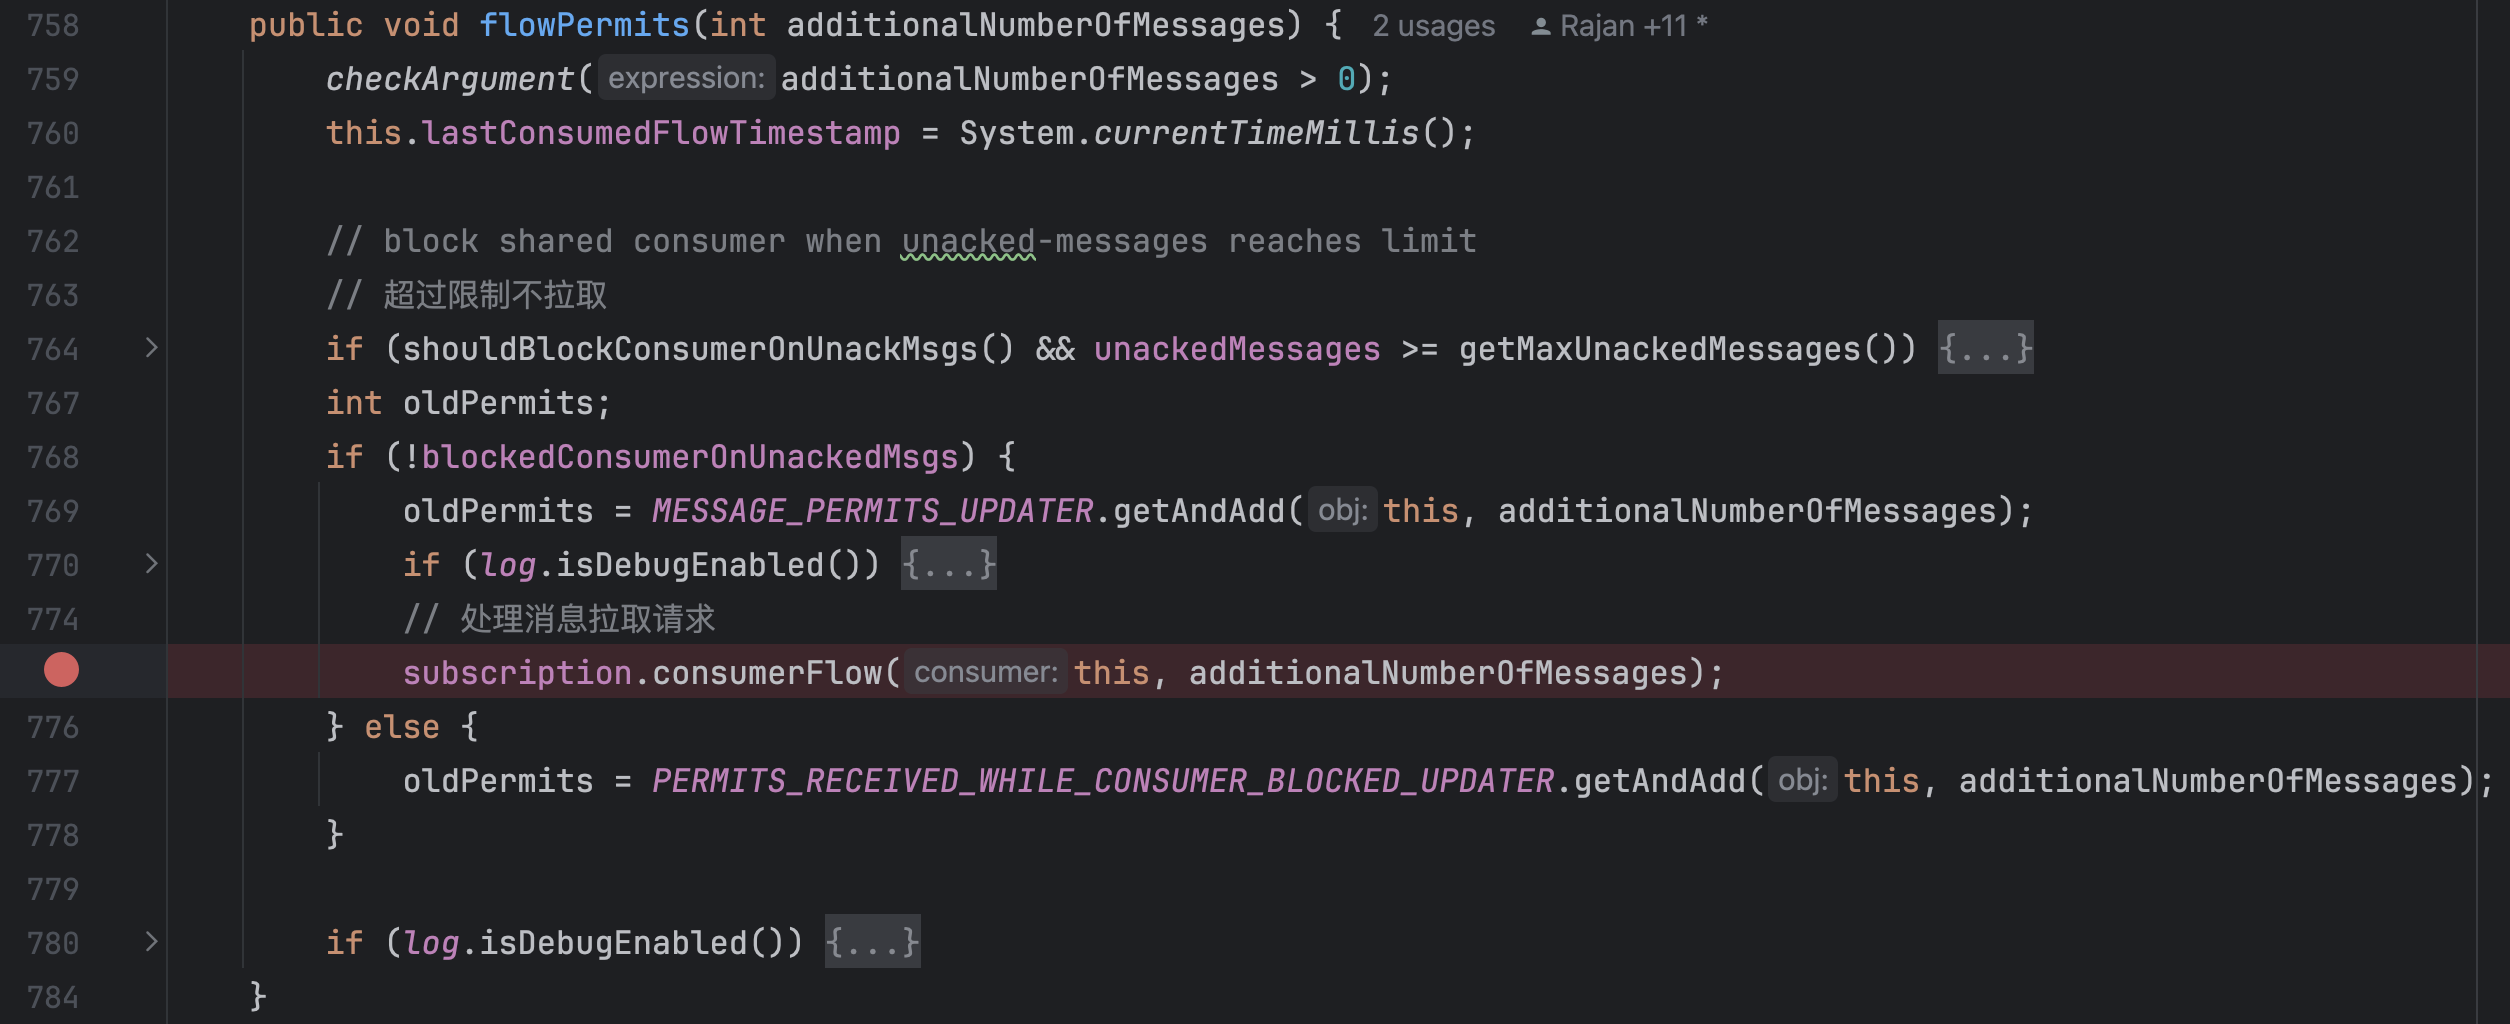 758 public void flowPermits(int additionalNumberOfMessages) { 2 usages Rajan +11 *
759 checkArgument( expression: additionalNumberOfMessages > 0);
760 this.lastConsumedFlowTimestamp = System.currentTimeMillis();
761
762 // block shared consumer when unacked-messages reaches limit
763 // 超过限制不拉取
764 if (shouldBlockConsumerOnUnackMsgs() && unackedMessages >= getMaxUnackedMessages()) {...}
767 int oldPermits;
768 if (!blockedConsumerOnUnackedMsgs) {
769 oldPermits = MESSAGE_PERMITS_UPDATER.getAndAdd( obj: this, additionalNumberOfMessages);
770 if (log.isDebugEnabled()) {...}
774 // 处理消息拉取请求
subscription.consumerFlow( consumer: this, additionalNumberOfMessages);
776 } else {
777 oldPermits = PERMITS_RECEIVED_WHILE_CONSUMER_BLOCKED_UPDATER.getAndAdd( obj: this, additionalNumberOfMessages);
778 }
779
780 if (log.isDebugEnabled()) {...}
784 }